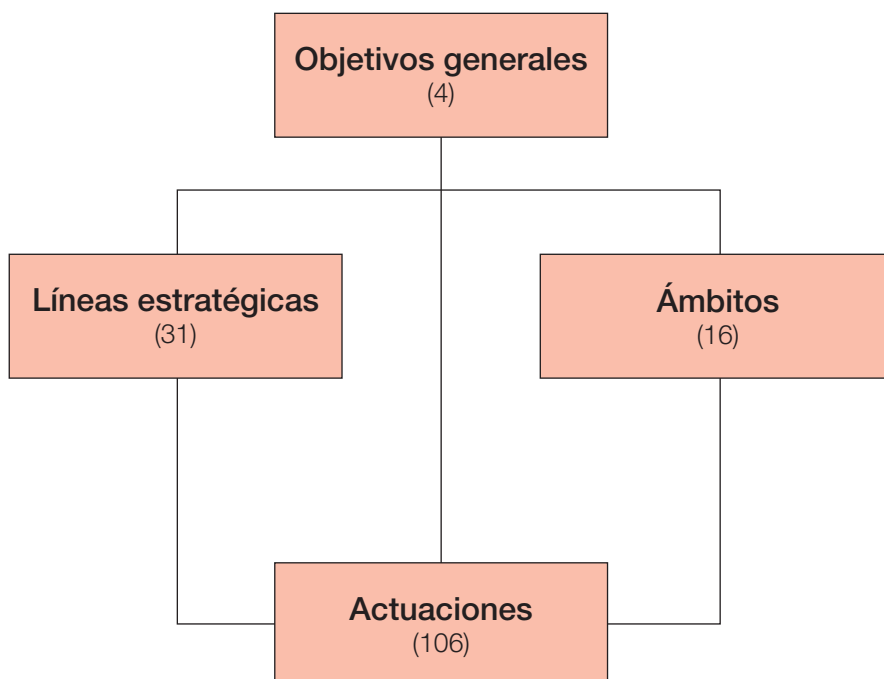 Objetivos generales
(4)
Líneas estratégicas
(31)
Ámbitos
(16)
Actuaciones
(106)